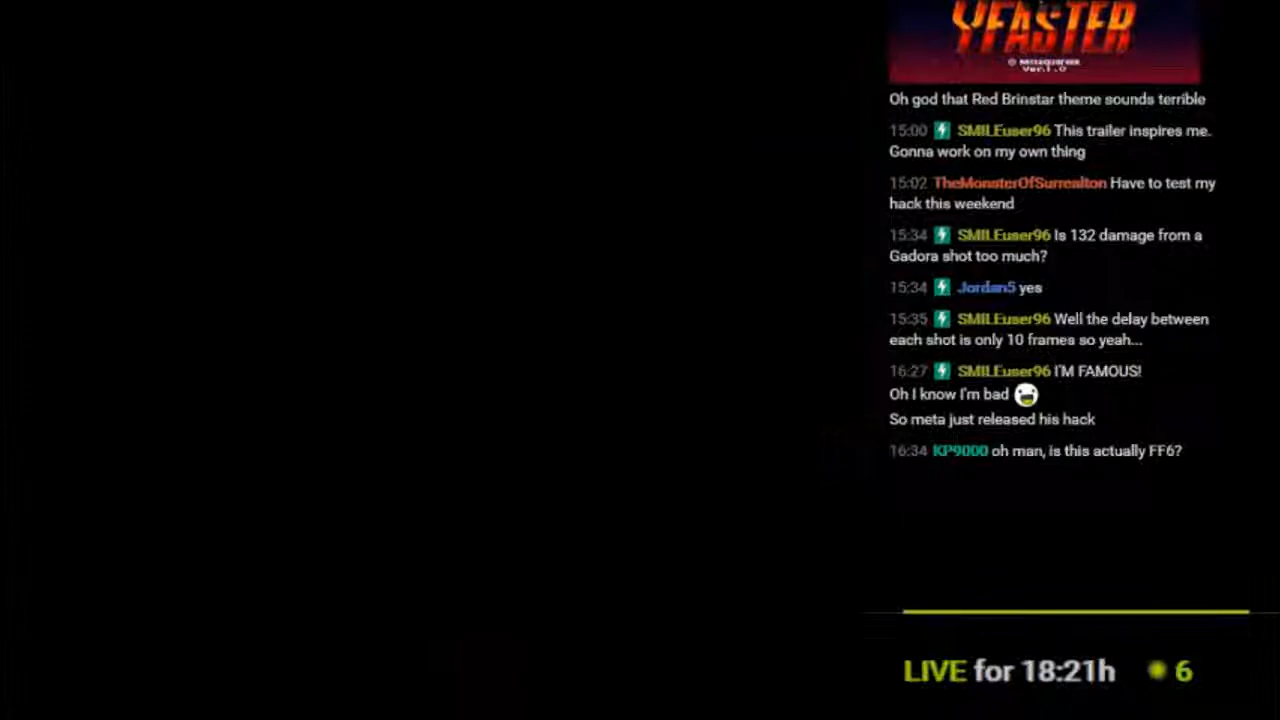 YFASTER
Ver.1.0
Oh god that Red Brinstar theme sounds terrible
15:00 SMILEuser96 This trailer inspires me.
Gonna work on my own thing
15:02 TheMonsterOfSurrealton Have to test my
hack this weekend
15:34 SMILEuser96 Is 132 damage from a
Gadora shot too much?
15:34 Jordan5 yes
15:35 SMILEuser96 Well the delay between
each shot is only 10 frames so yeah...
16:27 SMILEuser96 I'M FAMOUS!
Oh I know I'm bad
So meta just released his hack
16:34 KP9000 oh man, is this actually FF6?
LIVE for 18:21h 6